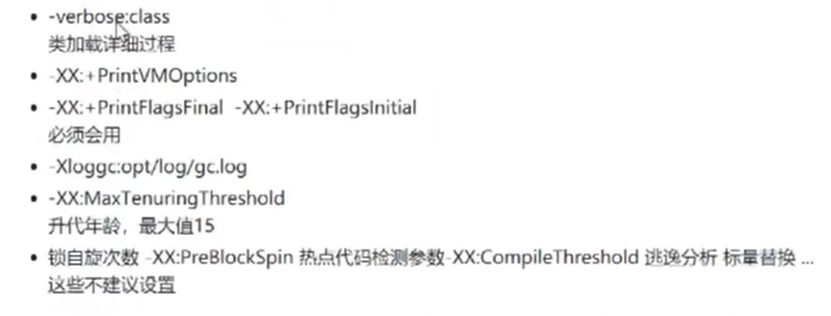 • -verbose:class
类加载详细过程
• -XX:+PrintVMOptions
• -XX:+PrintFlagsFinal -XX:+PrintFlagsInitial
必须会用
• -Xloggc:opt/log/gc.log
• -XX:MaxTenuringThreshold
升代年龄，最大值15
• 锁自旋次数 -XX:PreBlockSpin 热点代码检测参数-XX:CompileThreshold 逃逸分析 标量替换 ...
这些不建议设置